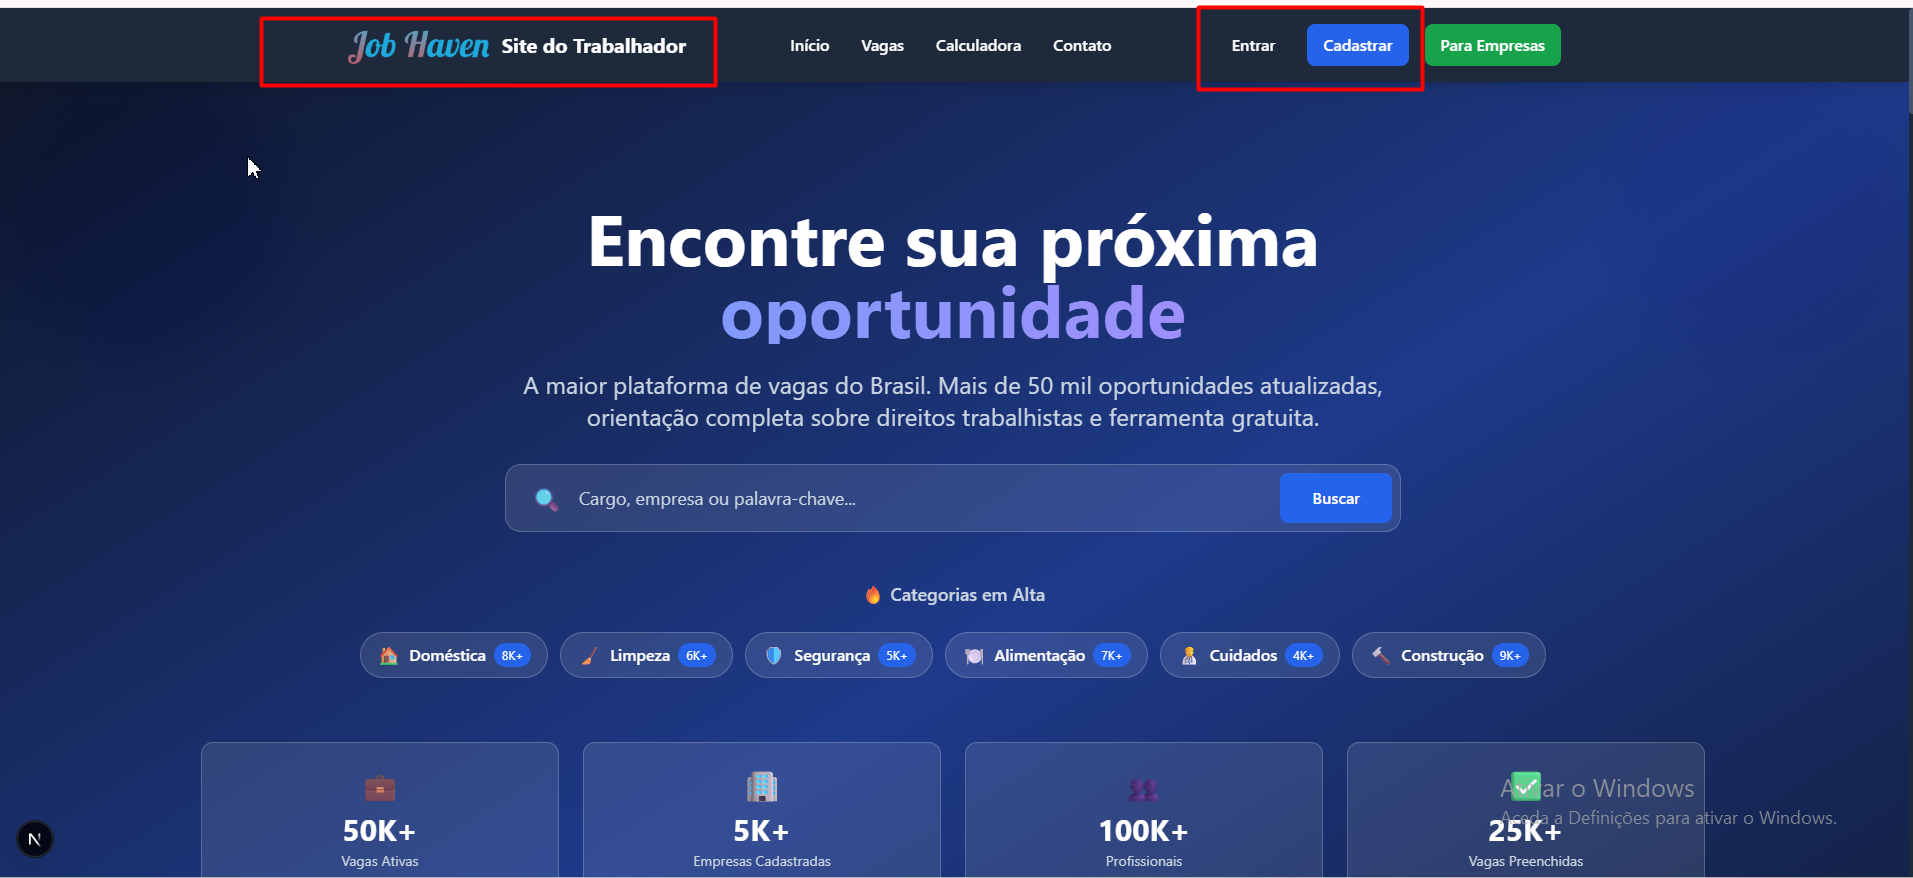 Job Haven Site do Trabalhador
Início Vagas Calculadora Contato
Entrar Cadastrar Para Empresas
Encontre sua próxima
oportunidade
A maior plataforma de vagas do Brasil. Mais de 50 mil oportunidades atualizadas,
orientação completa sobre direitos trabalhistas e ferramenta gratuita.
Cargo, empresa ou palavra-chave...
Buscar
Categorias em Alta
Doméstica 8K+
Limpeza 6K+
Segurança 5K+
Alimentação 7K+
Cuidados 4K+
Construção 9K+
50K+
Vagas Ativas
5K+
Empresas Cadastradas
100K+
Profissionais
25K+
Vagas Preenchidas
o Windows
Aceda a Definições para ativar o Windows.
N